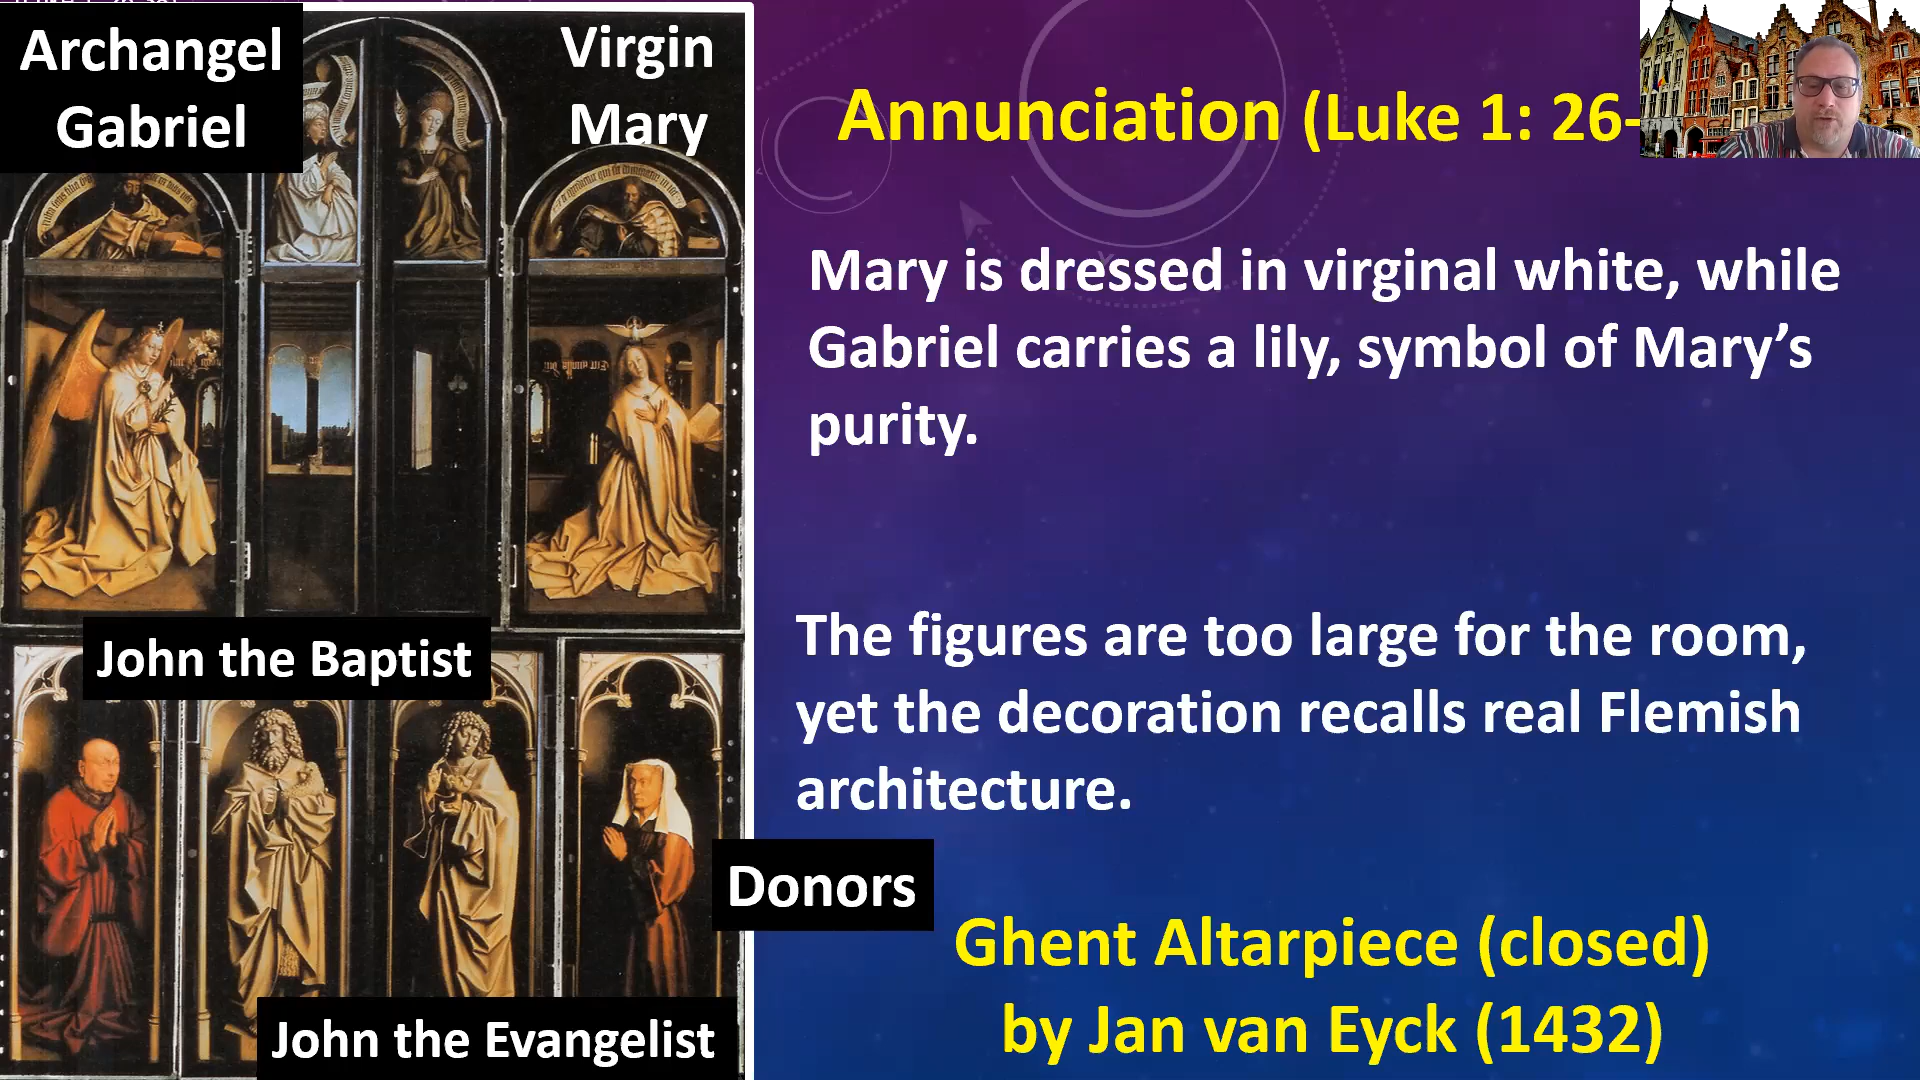 Archangel
Gabriel
Virgin
Mary
Annunciation (Luke 1: 26-
Mary is dressed in virginal white, while
Gabriel carries a lily, symbol of Mary’s
purity.
The figures are too large for the room,
yet the decoration recalls real Flemish
architecture.
John the Baptist
Donors
John the Evangelist
Ghent Altarpiece (closed)
by Jan van Eyck (1432)